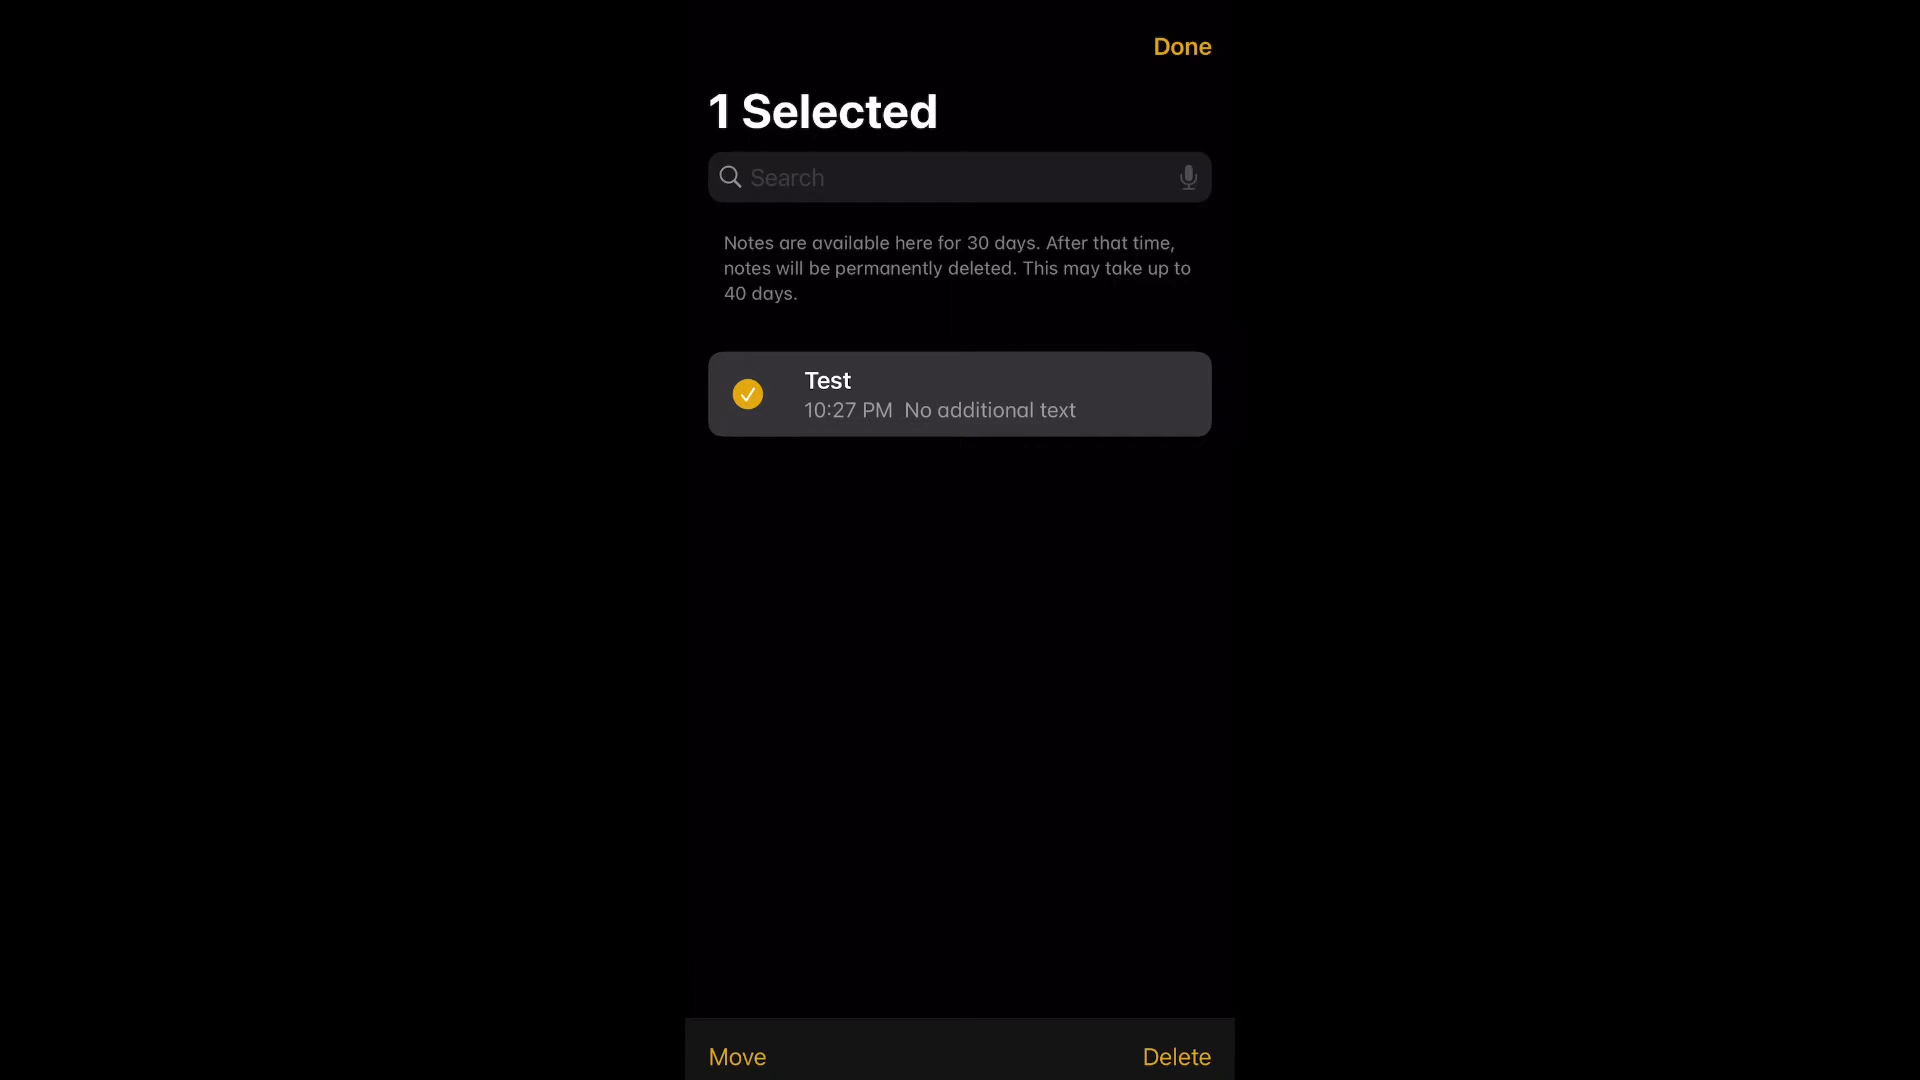 Done
1 Selected
Search
Notes are available here for 30 days. After that time,
notes will be permanently deleted. This may take up to
40 days.
Test
10:27 PM No additional text
Move
Delete